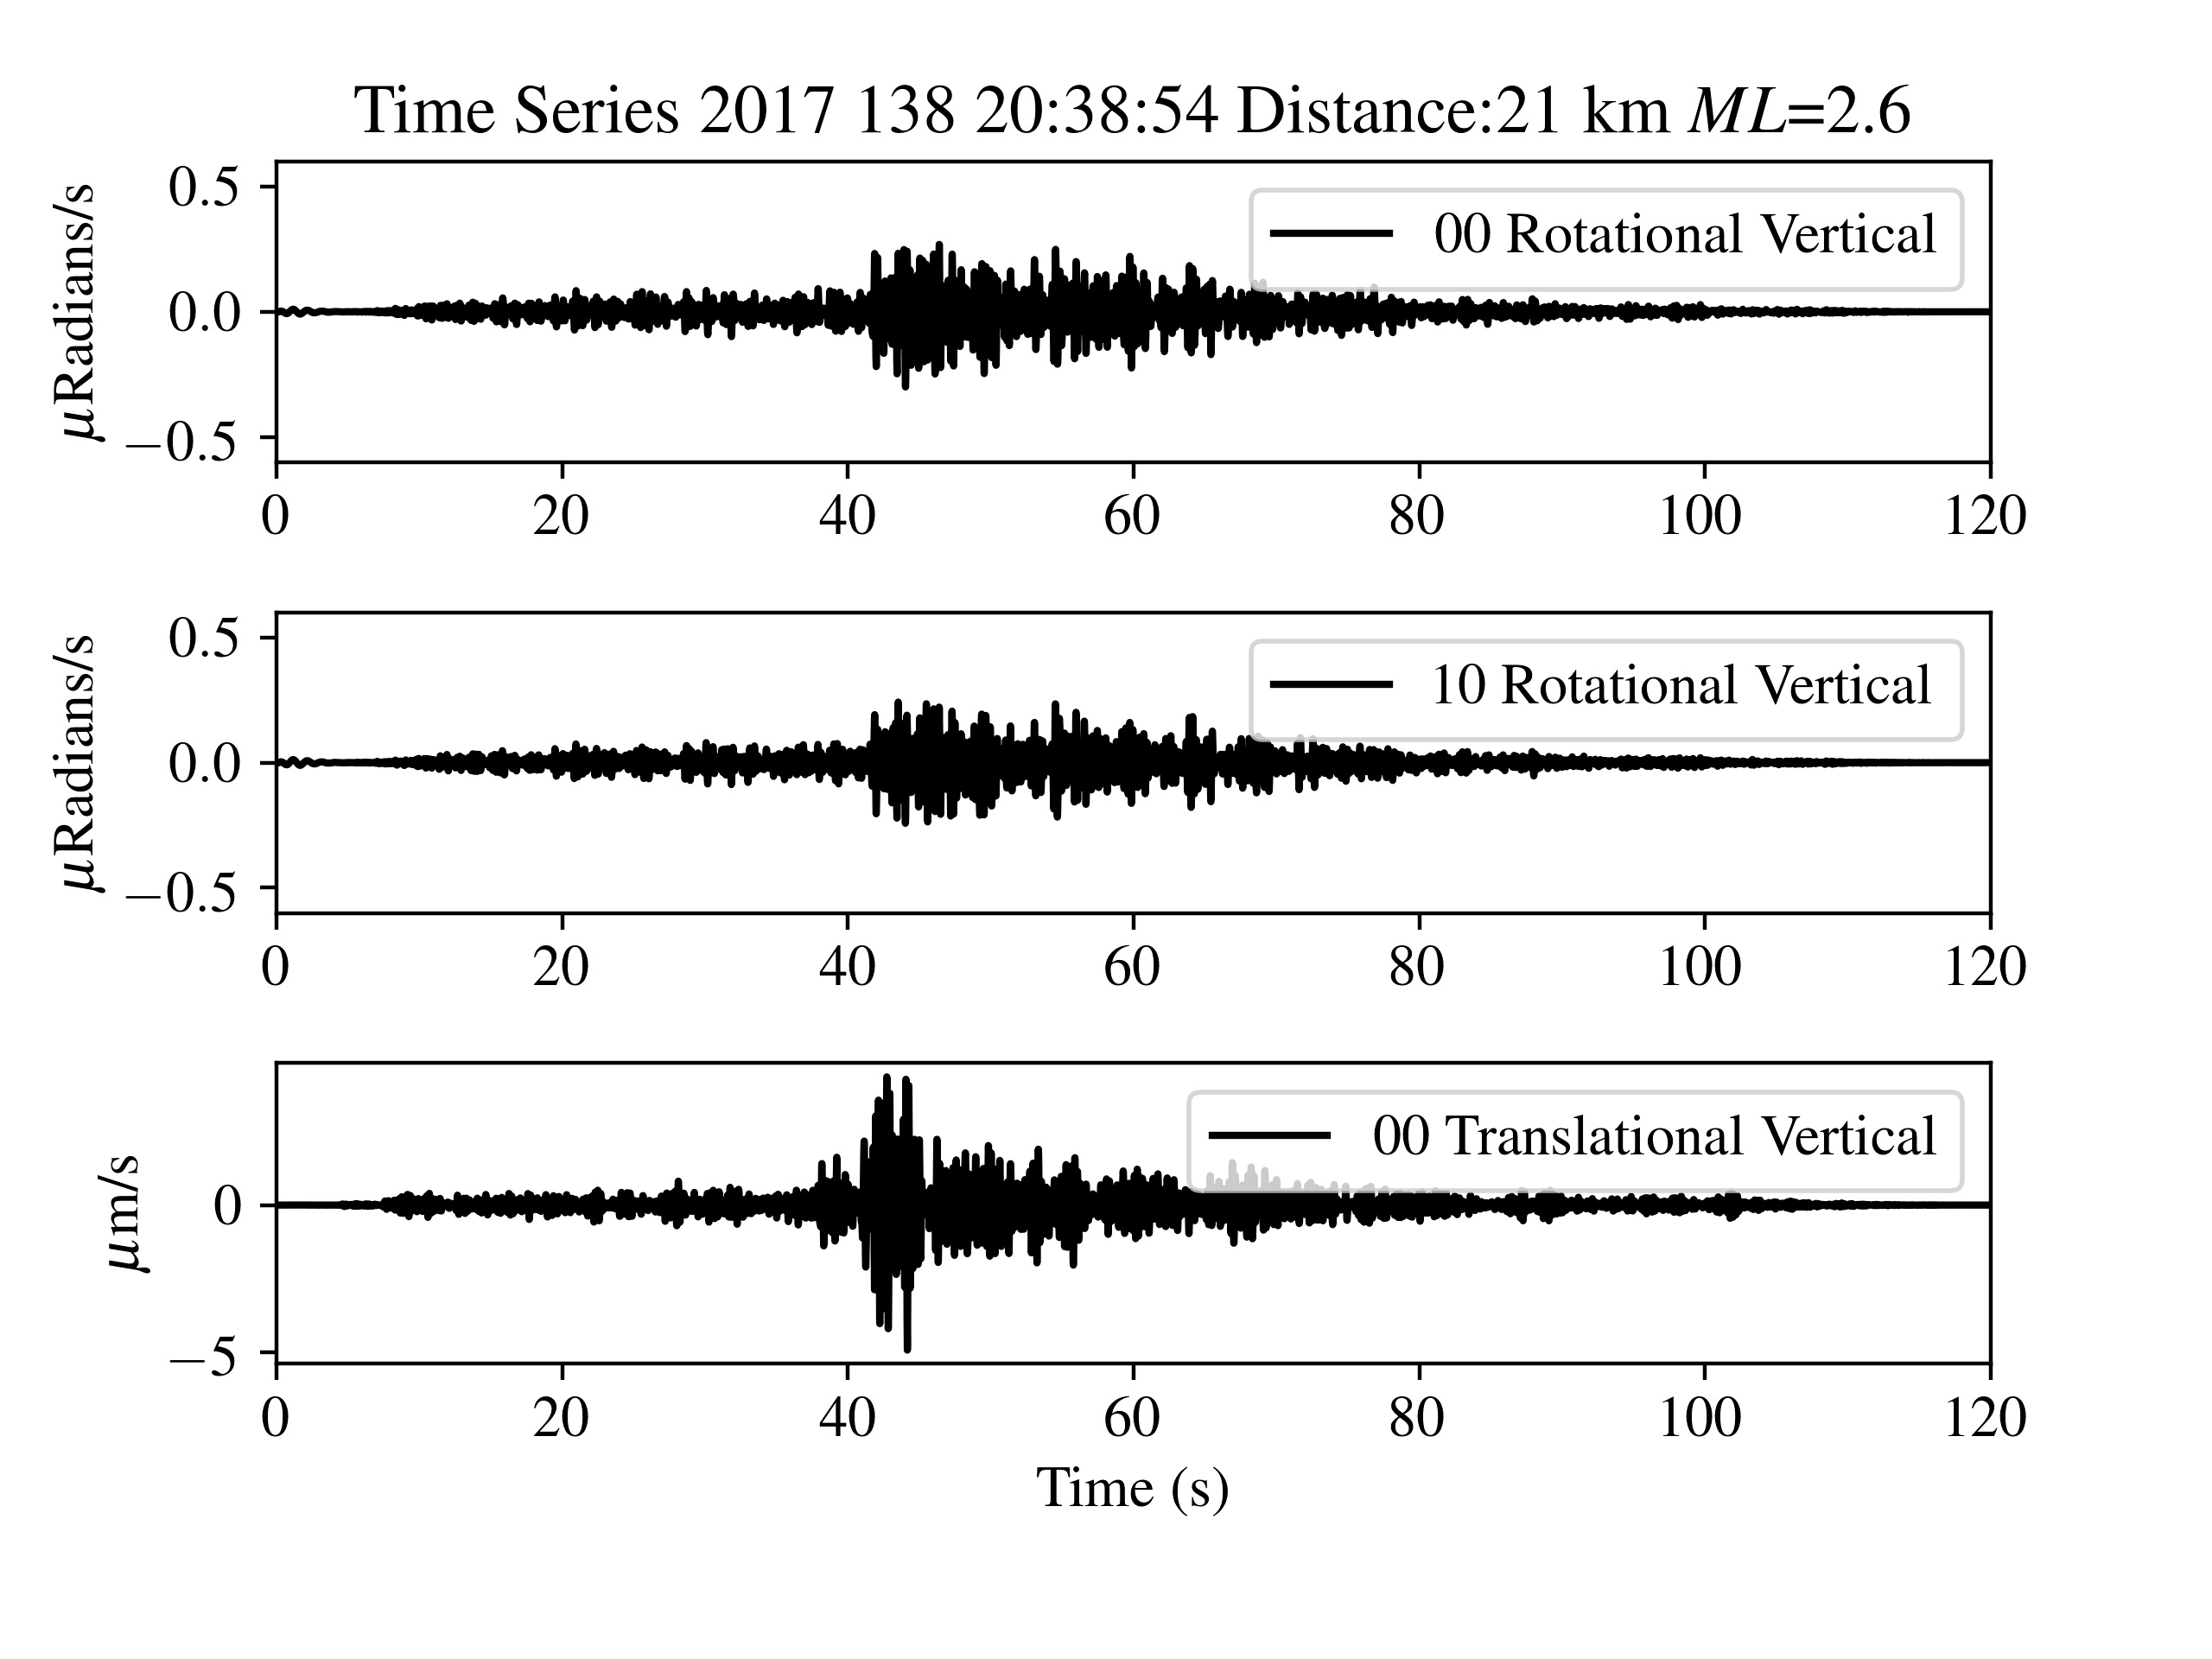 Time Series 2017 138 20:38:54 Distance:21 km ML=2.6
μRadians/s
0.5
0.0
−0.5
00 Rotational Vertical
0 20 40 60 80 100 120
μRadians/s
0.5
0.0
−0.5
10 Rotational Vertical
0 20 40 60 80 100 120
μm/s
0
−5
00 Translational Vertical
0 20 40 60 80 100 120
Time (s)